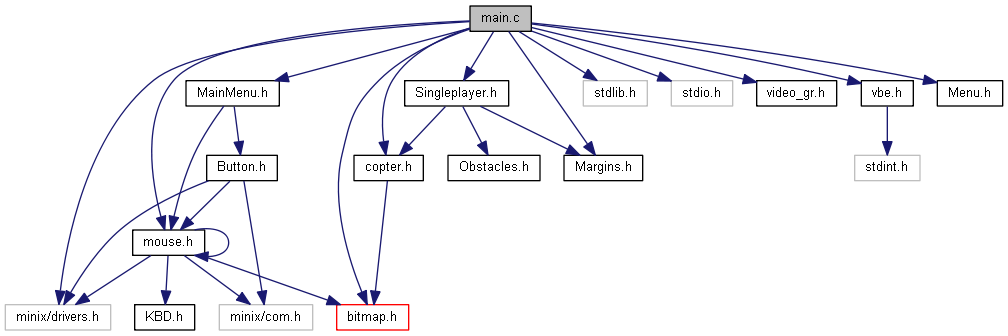 main.c
MainMenu.h
Singleplayer.h
stdlib.h
stdio.h
video_gr.h
vbe.h
Menu.h
Button.h
copter.h
Obstacles.h
Margins.h
stdint.h
mouse.h
minix/drivers.h
KBD.h
minix/com.h
bitmap.h